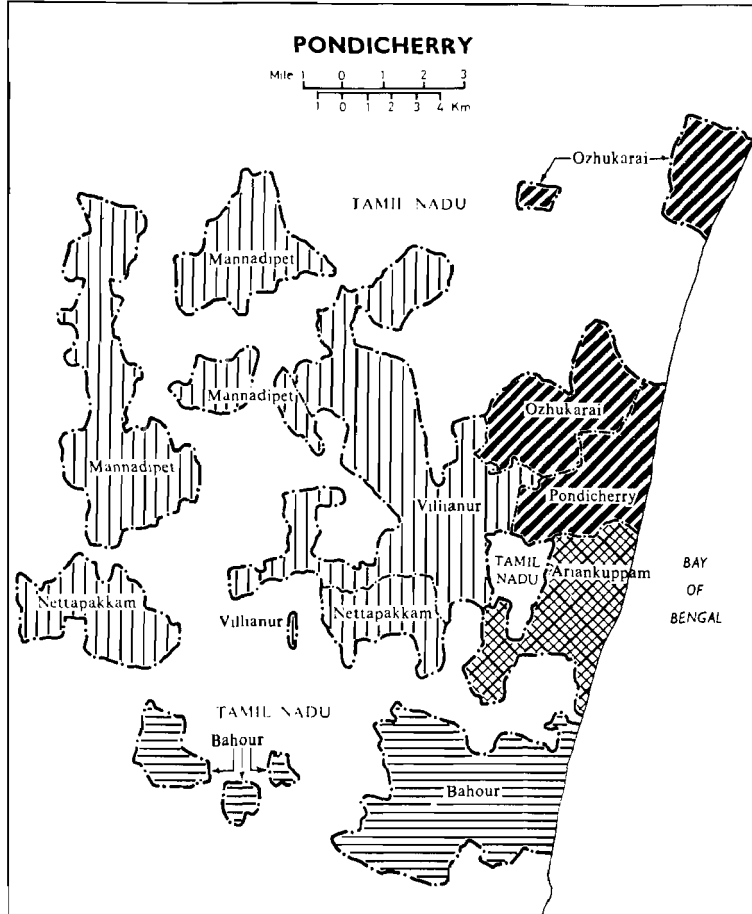 PONDICHERRY
Mile 1 0 1 2 3
1 0 1 2 3 4 Km
Ozhukarai
TAMIL NADU
Mannadipet
Mannadipet
Ozhukarai
Mannadipet
Villianur
Pondicherry
TAMIL
NADU
Ariankuppam
BAY
OF
BENGAL
Nettapakkam
Villianur
Nettapakkam
TAMIL NADU
Bahour
Bahour